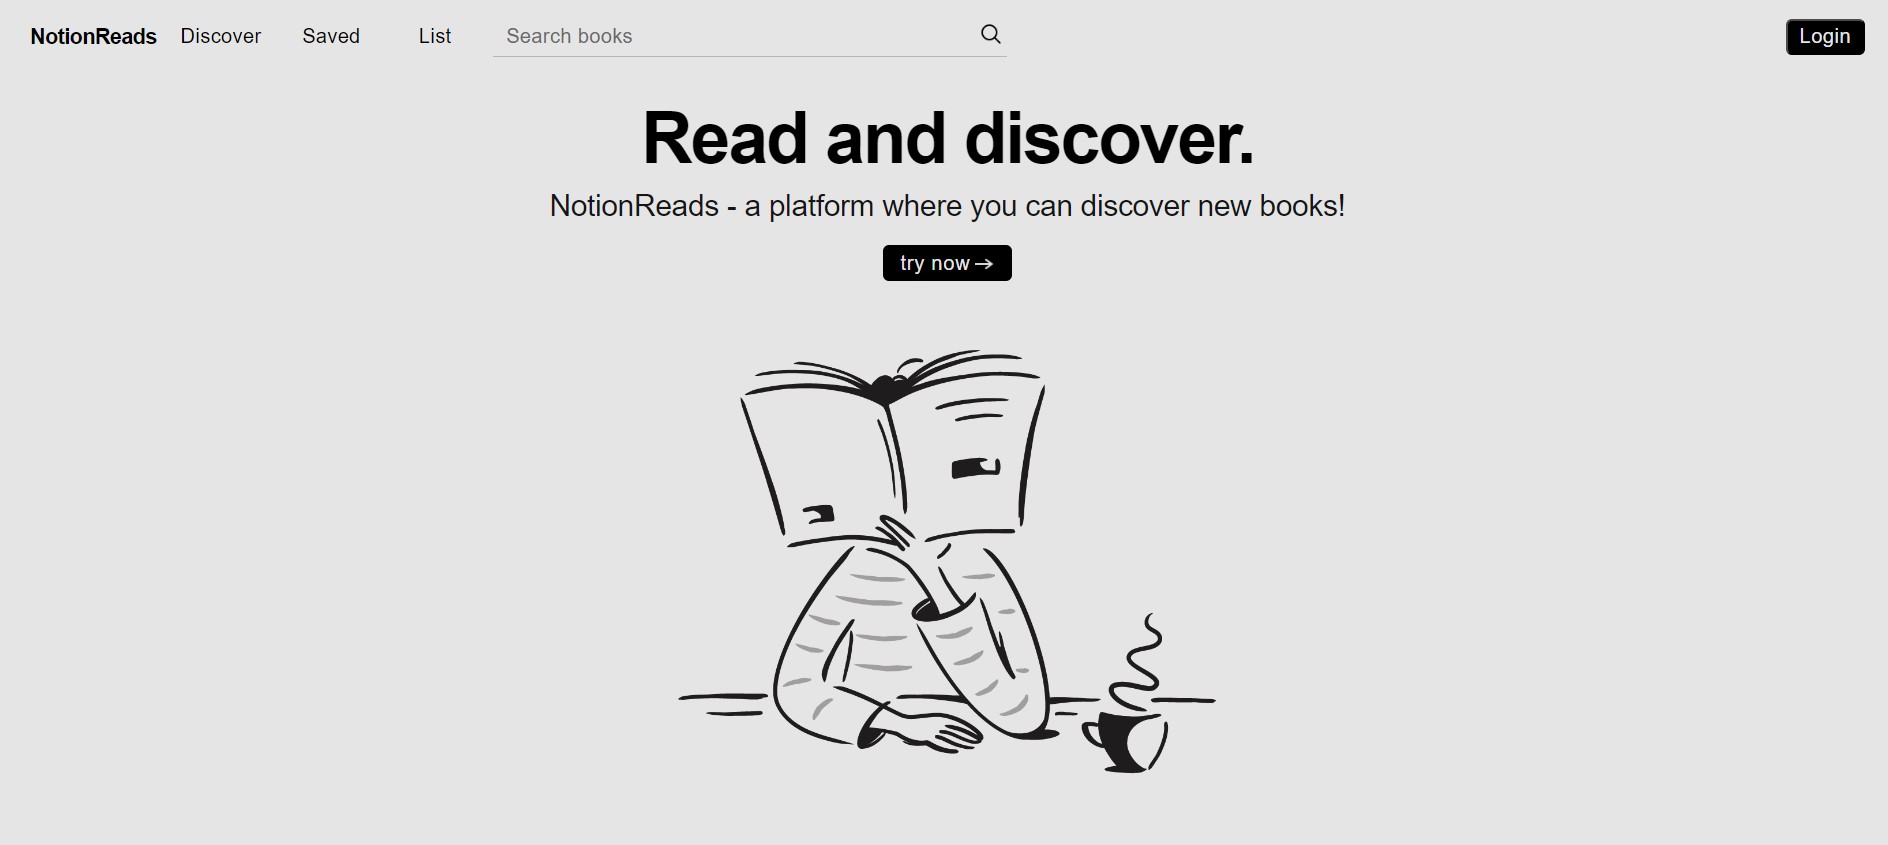 NotionReads Discover Saved List Search books Login
Read and discover.
NotionReads - a platform where you can discover new books!
try now→